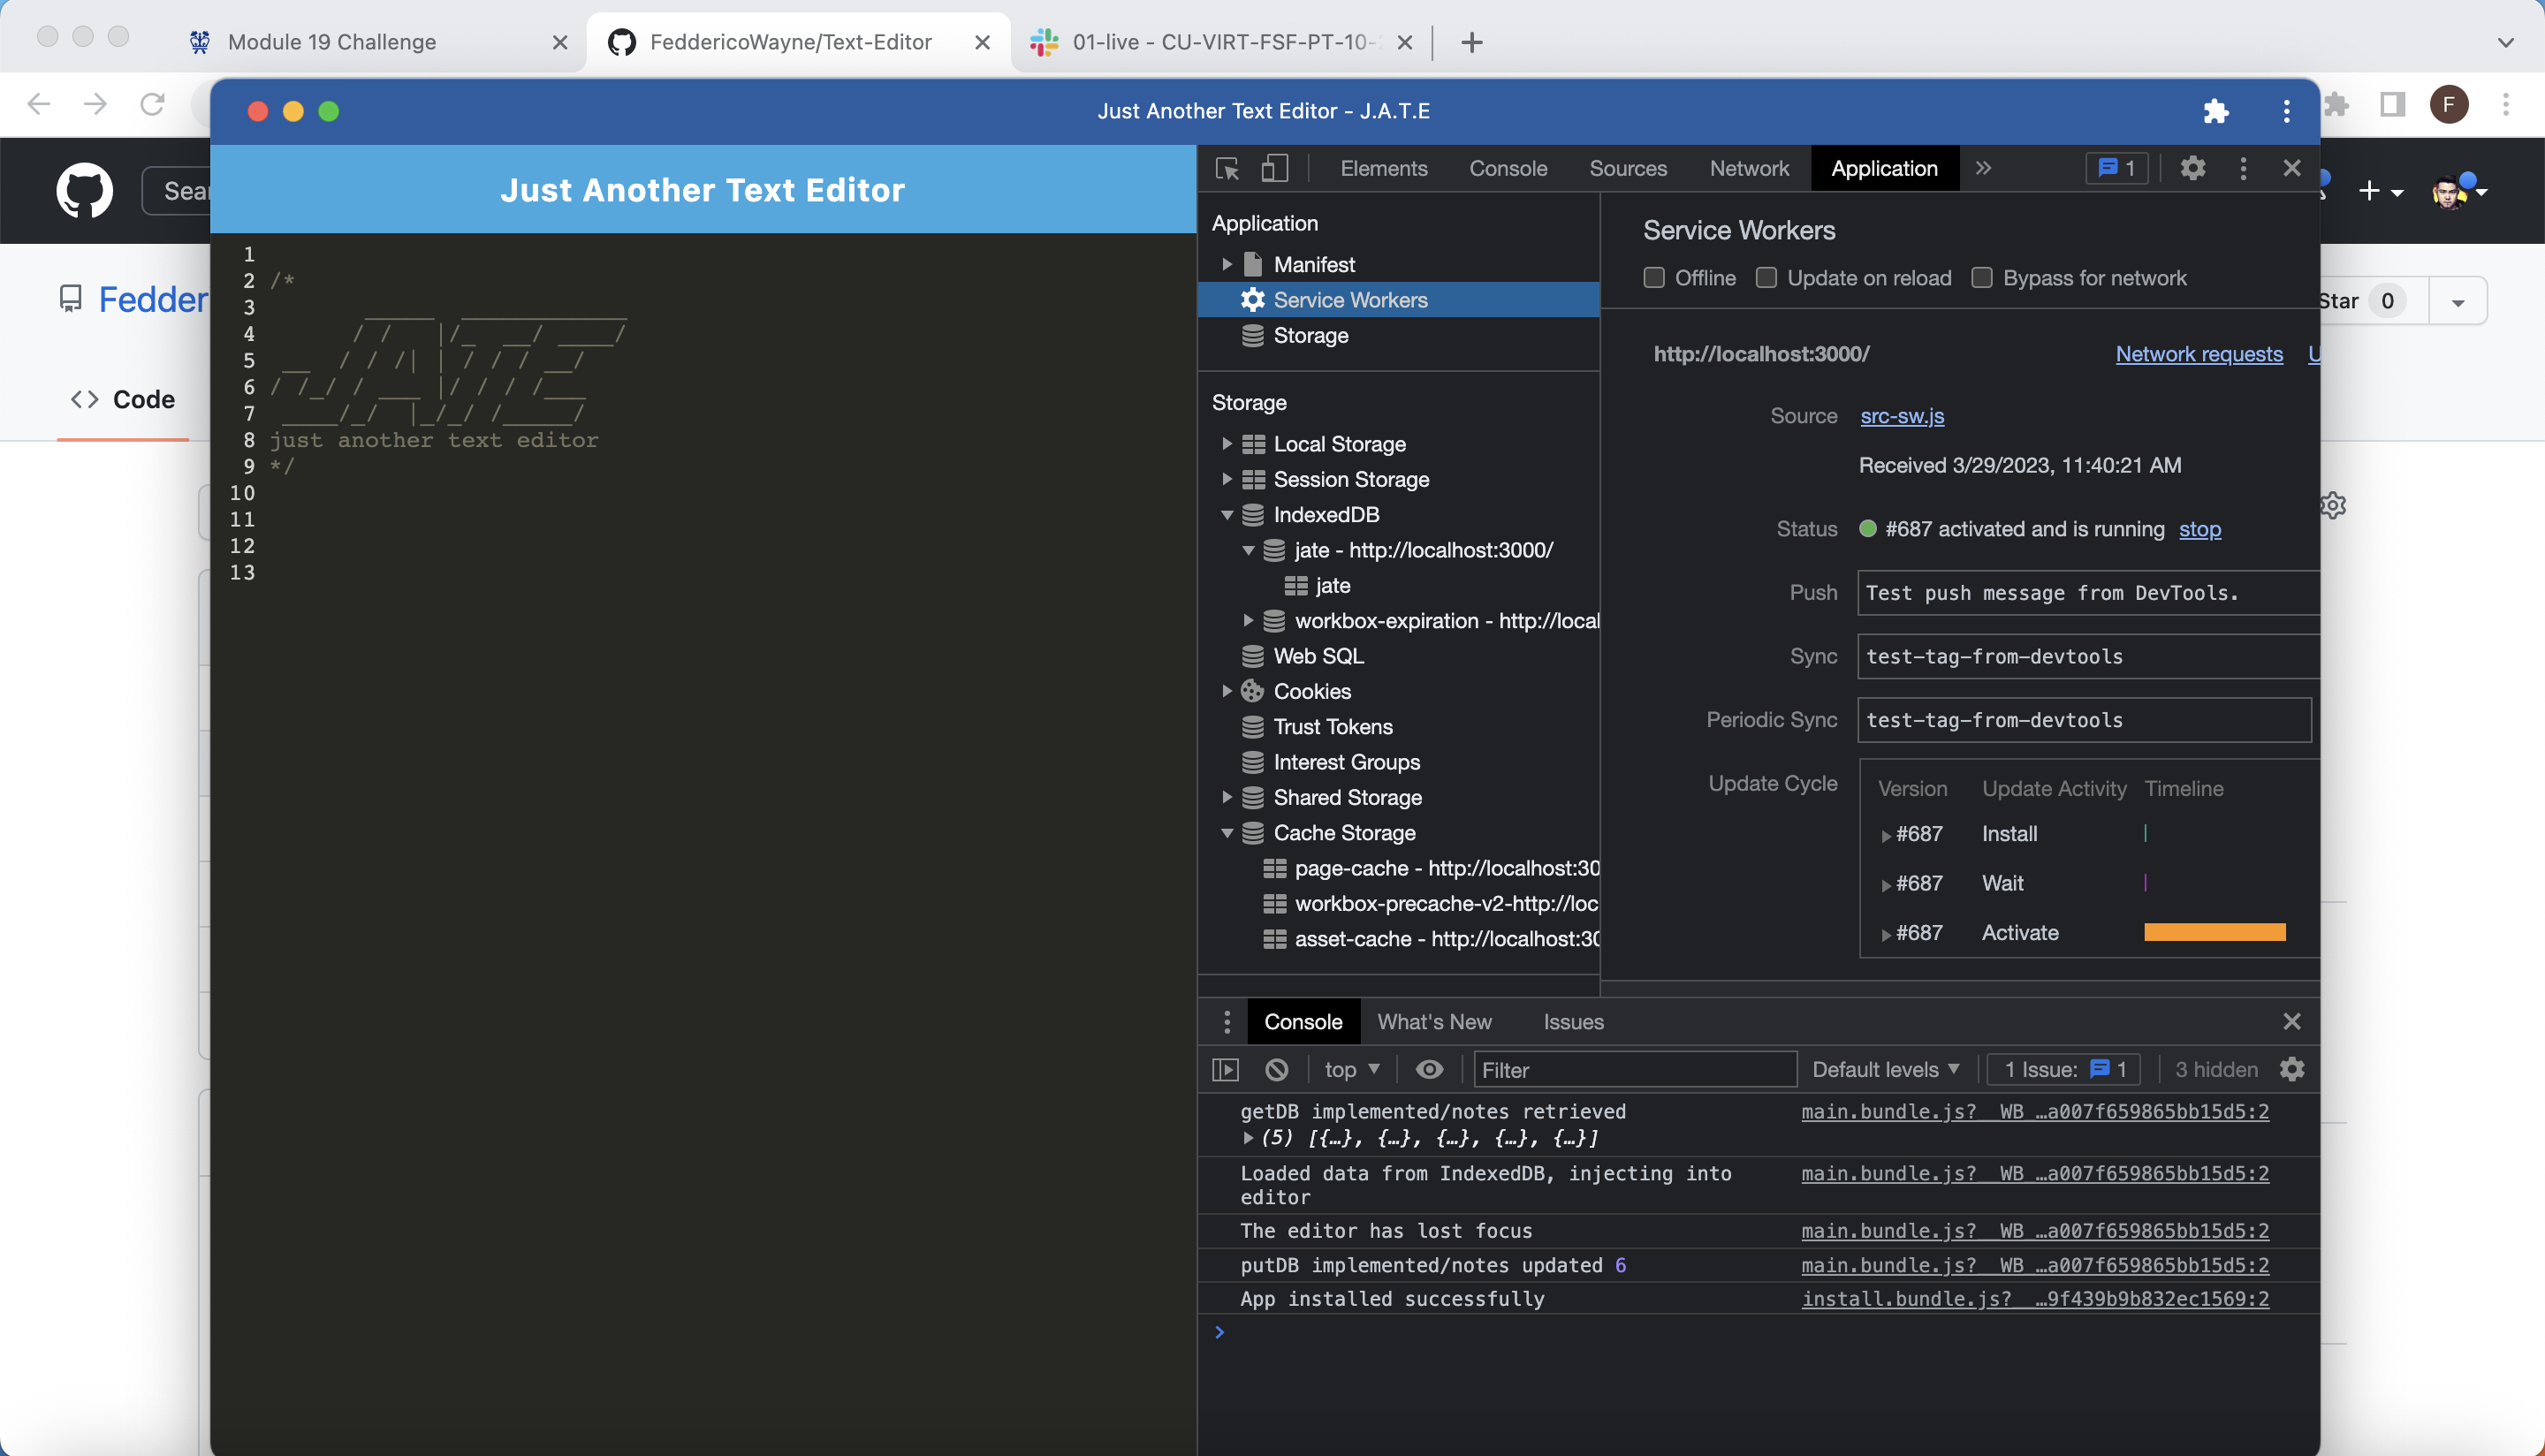 Module 19 Challenge
FeddericoWayne/Text-Editor
01-live - CU-VIRT-FSF-PT-10-
F
Just Another Text Editor - J.A.T.E
Sear
Fedder
Code
Star 0
Just Another Text Editor
1
2 /*
3
4
5
6
7
8 just another text editor
9 */
10
11
12
13
Elements
Console
Sources
Network
Application
1
Application
Manifest
Service Workers
Storage
Storage
Local Storage
Session Storage
IndexedDB
jate - http://localhost:3000/
jate
workbox-expiration - http://local
Web SQL
Cookies
Trust Tokens
Interest Groups
Shared Storage
Cache Storage
page-cache - http://localhost:30
workbox-precache-v2-http://loc
asset-cache - http://localhost:30
Service Workers
Offline Update on reload Bypass for network
http://localhost:3000/ Network requests U
Source src-sw.js
Received 3/29/2023, 11:40:21 AM
Status #687 activated and is running stop
Push Test push message from DevTools.
Sync test-tag-from-devtools
Periodic Sync test-tag-from-devtools
Update Cycle Version Update Activity Timeline
#687 Install
#687 Wait
#687 Activate
Console What's New Issues
top Filter Default levels 1 Issue: 1 3 hidden
getDB implemented/notes retrieved main.bundle.js?__WB_…a007f659865bb15d5:2
(5) [{…}, {…}, {…}, {…}, {…}]
Loaded data from IndexedDB, injecting into main.bundle.js?__WB_…a007f659865bb15d5:2
editor
The editor has lost focus main.bundle.js?__WB_…a007f659865bb15d5:2
putDB implemented/notes updated 6 main.bundle.js?__WB_…a007f659865bb15d5:2
App installed successfully install.bundle.js?__…9f439b9b832ec1569:2